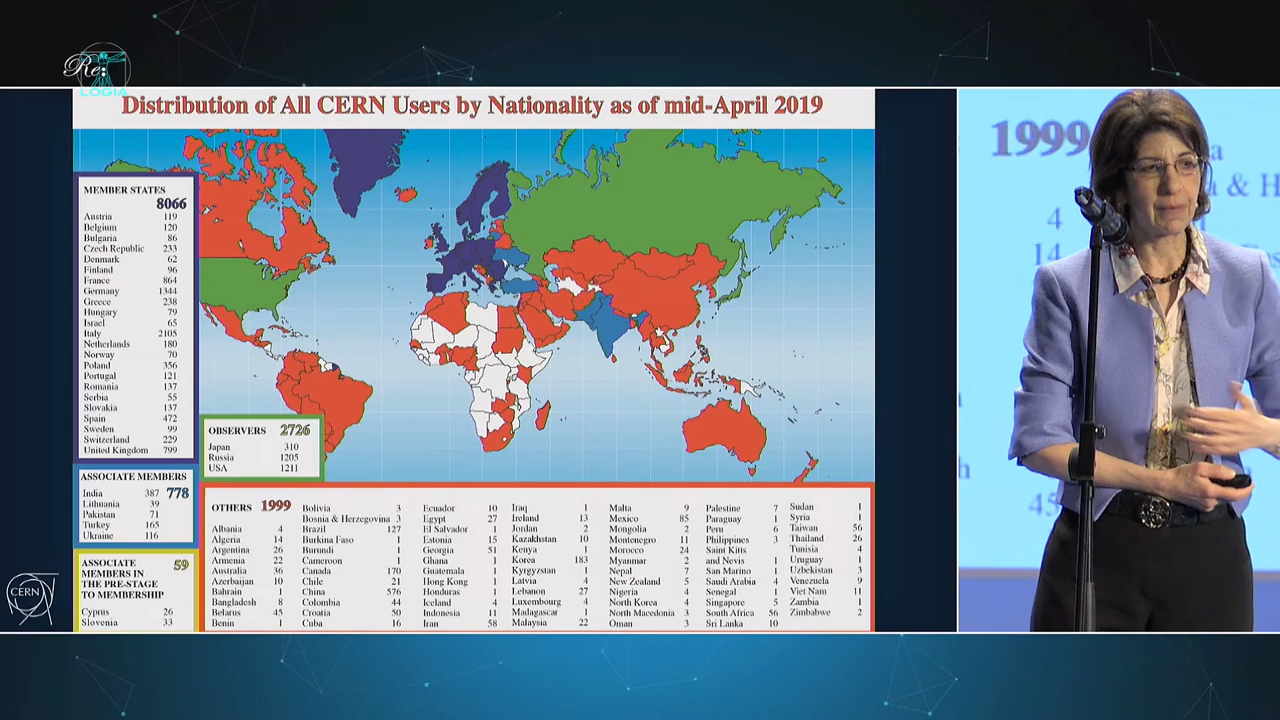 Re:
LOGIA
Distribution of All CERN Users by Nationality as of mid-April 2019
MEMBER STATES
8066
Austria 119
Belgium 120
Bulgaria 86
Czech Republic 233
Denmark 62
Finland 96
France 864
Germany 1344
Greece 238
Hungary 79
Israel 65
Italy 2105
Netherlands 180
Norway 70
Poland 356
Portugal 121
Romania 137
Serbia 55
Slovakia 137
Spain 472
Sweden 99
Switzerland 229
United Kingdom 799
OBSERVERS 2726
Japan 310
Russia 1205
USA 1211
ASSOCIATE MEMBERS
778
India 387
Lithuania 39
Pakistan 71
Turkey 165
Ukraine 116
ASSOCIATE MEMBERS IN THE PRE-STAGE TO MEMBERSHIP
59
Cyprus 26
Slovenia 33
OTHERS 1999
Albania 4
Algeria 14
Argentina 26
Armenia 22
Australia 36
Azerbaijan 10
Bahrain 1
Bangladesh 8
Belarus 45
Benin 1
Bolivia 3
Bosnia & Herzegovina 3
Brazil 127
Burkina Faso 1
Burundi 1
Cameroon 1
Canada 170
Chile 21
China 576
Colombia 44
Croatia 50
Cuba 16
Ecuador 10
Egypt 27
El Salvador 1
Estonia 15
Georgia 51
Ghana 1
Guatemala 1
Hong Kong 1
Honduras 1
Iceland 4
Indonesia 11
Iran 58
Iraq 1
Ireland 13
Jordan 2
Kazakhstan 10
Kenya 1
Korea 183
Kyrgyzstan 1
Latvia 4
Lebanon 27
Luxembourg 4
Madagascar 1
Malaysia 22
Malta 9
Mexico 85
Mongolia 2
Montenegro 11
Morocco 24
Myanmar 2
Nepal 7
New Zealand 5
Nigeria 4
North Korea 4
North Macedonia 3
Oman 3
Palestine 7
Paraguay 1
Peru 6
Philippines 3
Saint Kitts
and Nevis 1
San Marino 1
Saudi Arabia 4
Senegal 1
Singapore 5
South Africa 56
Sri Lanka 10
Sudan 1
Syria 1
Taiwan 56
Thailand 26
Tunisia 4
Uruguay 1
Uzbekistan 3
Venezuela 9
Viet Nam 11
Zambia 1
Zimbabwe 2
CERN
1999
a
& H
4
14
45